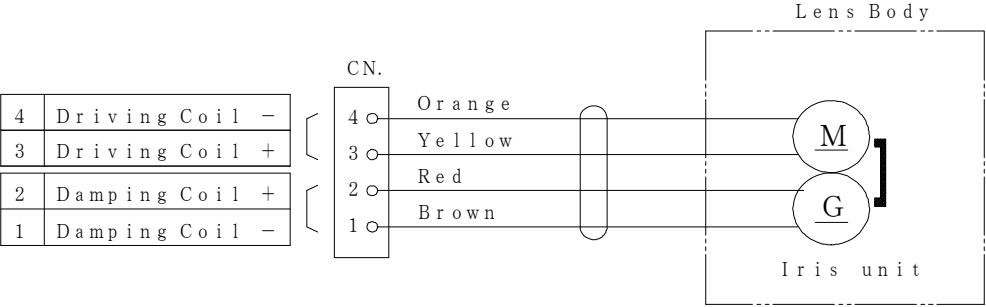 Lens Body
CN.
4 Driving Coil − 4 Orange
3 Driving Coil + 3 Yellow
M
2 Damping Coil + 2 Red
1 Damping Coil − 1 Brown
G
Iris unit